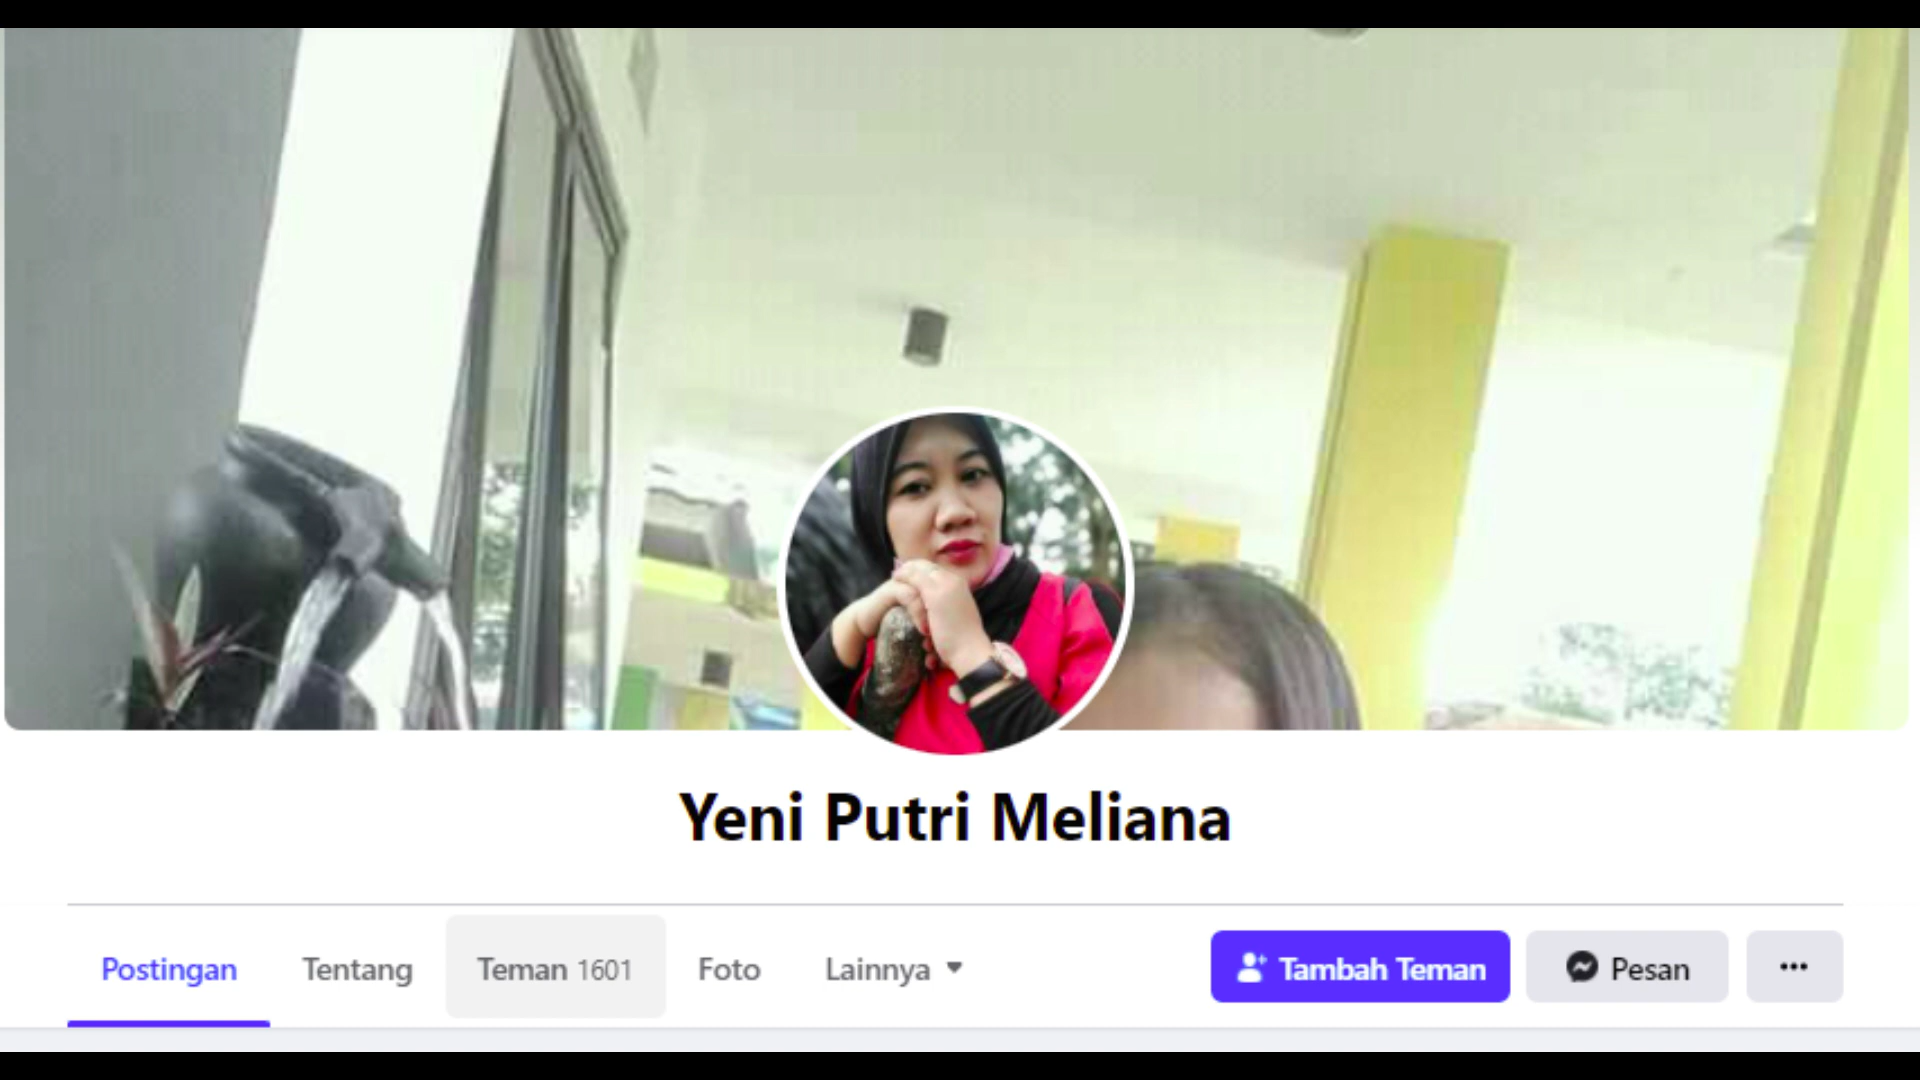 Yeni Putri Meliana
Postingan Tentang Teman 1601 Foto Lainnya Tambah Teman Pesan